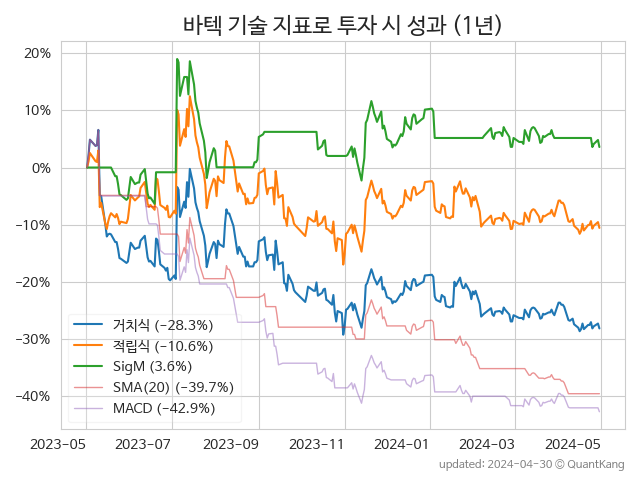 바텍 기술 지표로 투자 시 성과 (1년)
20%
10%
0%
−10%
−20%
−30%
−40%
거치식 (−28.3%)
적립식 (−10.6%)
SigM (3.6%)
SMA(20) (−39.7%)
MACD (−42.9%)
2023-05 2023-07 2023-09 2023-11 2024-01 2024-03 2024-05
updated: 2024-04-30 © QuantKang